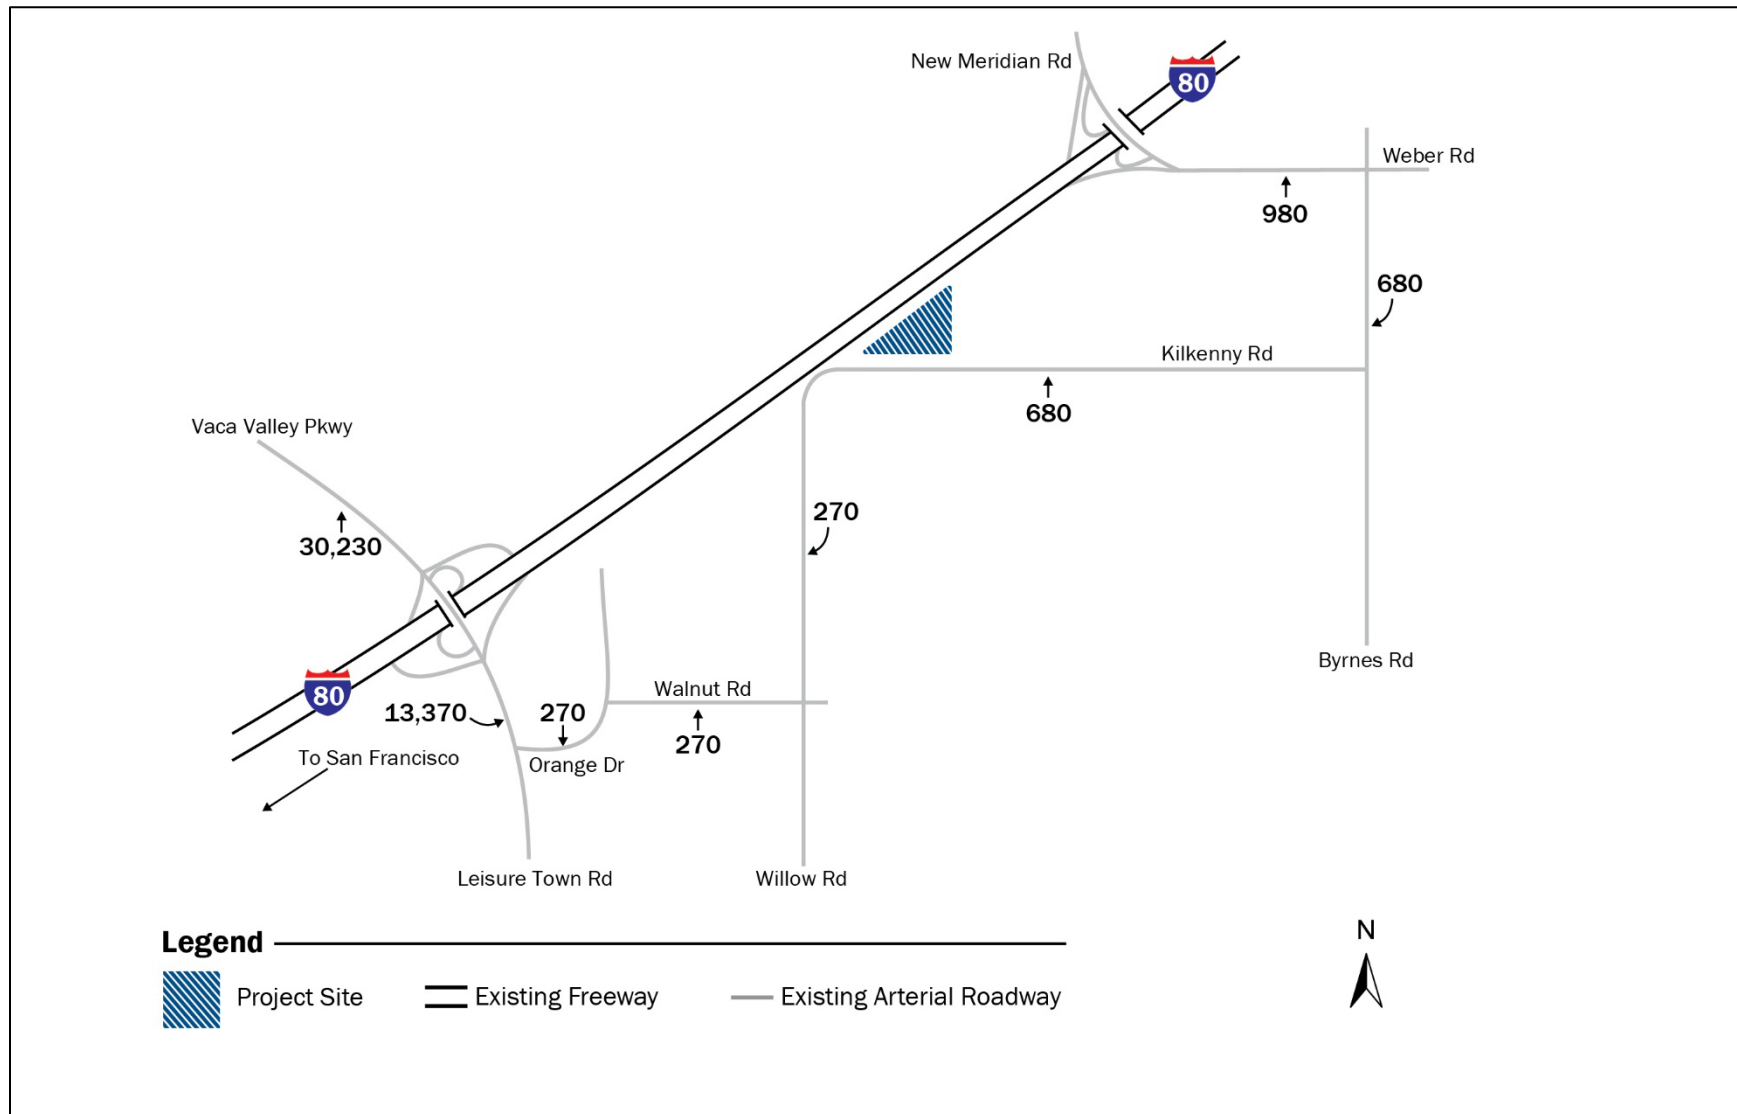 New Meridian Rd
80
Weber Rd
980
680
Kilkenny Rd
680
Vaca Valley Pkwy
30,230
270
Byrnes Rd
80
Walnut Rd
13,370
270
270
To San Francisco
Orange Dr
Leisure Town Rd
Willow Rd
Legend
N
Project Site
Existing Freeway
Existing Arterial Roadway